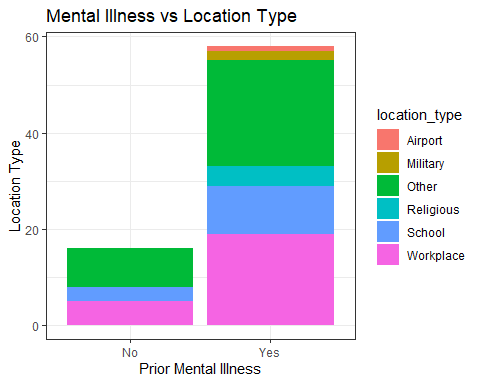 Mental Illness vs Location Type
60
40
20
0
Location Type
No
Yes
Prior Mental Illness
location_type
Airport
Military
Other
Religious
School
Workplace